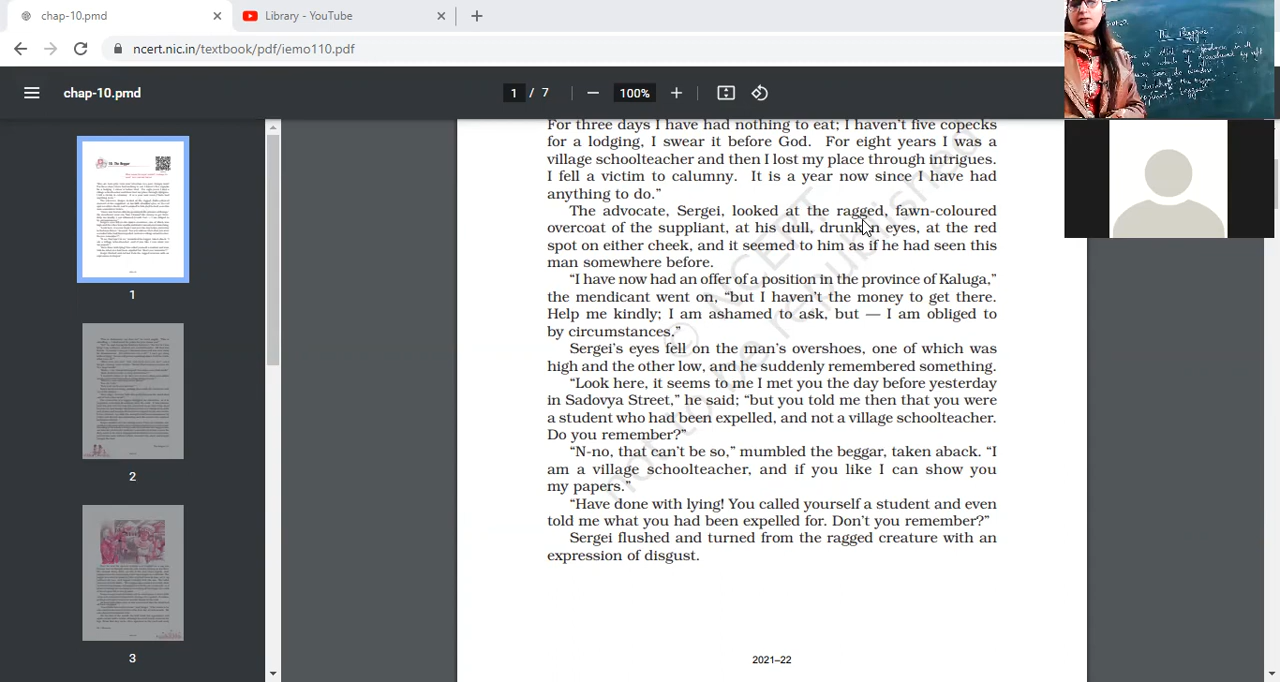 chap-10.pmd
Library - YouTube
ncert.nic.in/textbook/pdf/iemo110.pdf
chap-10.pmd
1 / 7
100%
1
2
3
For three days I have had nothing to eat; I haven't five copecks
for a lodging, I swear it before God. For eight years I was a
village schoolteacher and then I lost my place through intrigues.
I fell a victim to calumny. It is a year now since I have had
anything to do.”
The advocate, Sergei, looked at the ragged, fawn-coloured
overcoat of the suppliant, at his dull, drunken eyes, at the red
spot on either cheek, and it seemed to him as if he had seen this
man somewhere before.
“I have now had an offer of a position in the province of Kaluga,”
the mendicant went on, “but I haven't the money to get there.
Help me kindly; I am ashamed to ask, but — I am obliged to
by circumstances.”
Sergei's eyes fell on the man's overshoes, one of which was
high and the other low, and he suddenly remembered something.
“Look here, it seems to me I met you the day before yesterday
in Sadovya Street,” he said; “but you told me then that you were
a student who had been expelled, and not a village schoolteacher.
Do you remember?”
“N-no, that can't be so,” mumbled the beggar, taken aback. “I
am a village schoolteacher, and if you like I can show you
my papers.”
“Have done with lying! You called yourself a student and even
told me what you had been expelled for. Don't you remember?”
Sergei flushed and turned from the ragged creature with an
expression of disgust.
2021–22
The Beggar